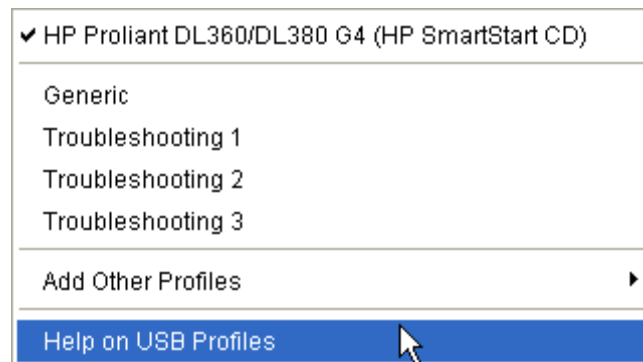 HP Proliant DL360/DL380 G4 (HP SmartStart CD)
Generic
Troubleshooting 1
Troubleshooting 2
Troubleshooting 3
Add Other Profiles
Help on USB Profiles